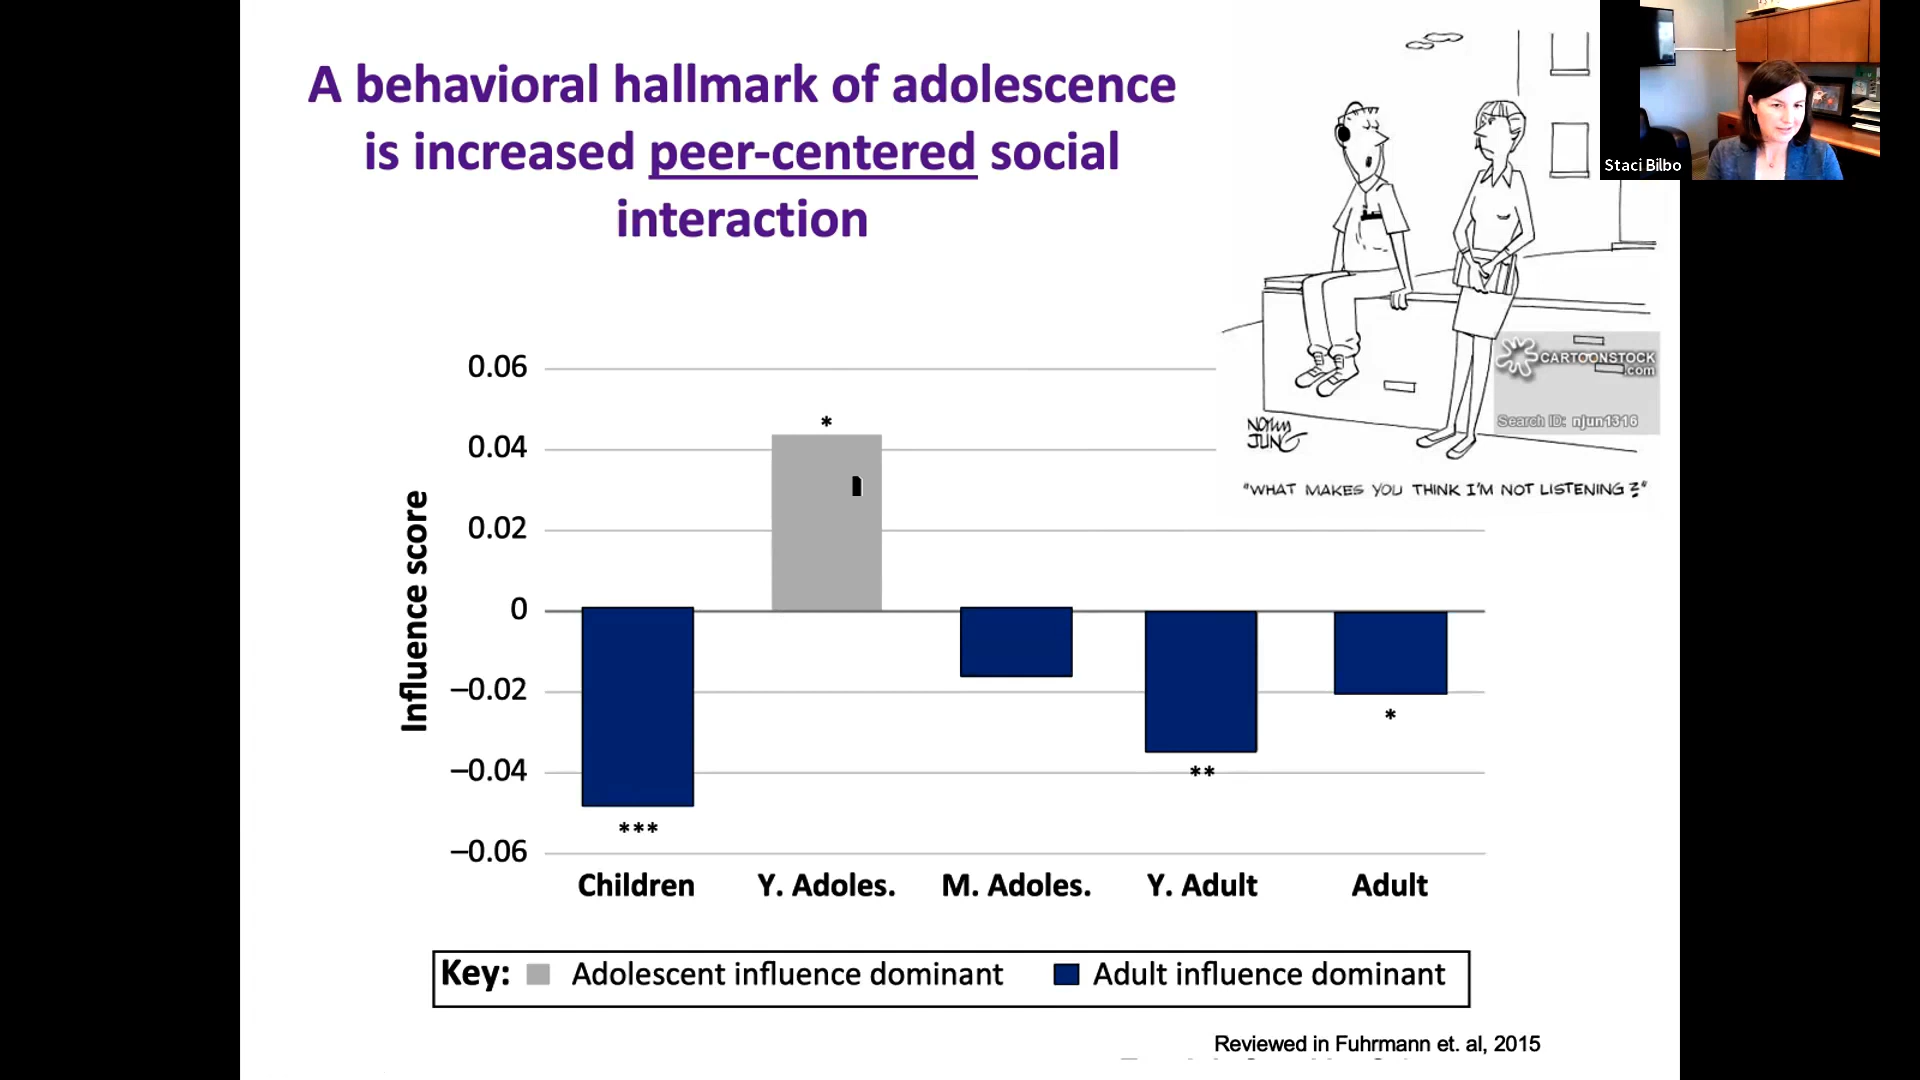 A behavioral hallmark of adolescence
is increased peer-centered social
interaction
Staci Bilbo
CARTOONSTOCK
.com
Search ID: njun1316
NORM
JUNG
"WHAT MAKES YOU THINK I'M NOT LISTENING?"
Influence score
0.06
0.04
0.02
0
–0.02
–0.04
–0.06
*
***
**
*
Children Y. Adoles. M. Adoles. Y. Adult Adult
Key: Adolescent influence dominant Adult influence dominant
Reviewed in Fuhrmann et. al, 2015